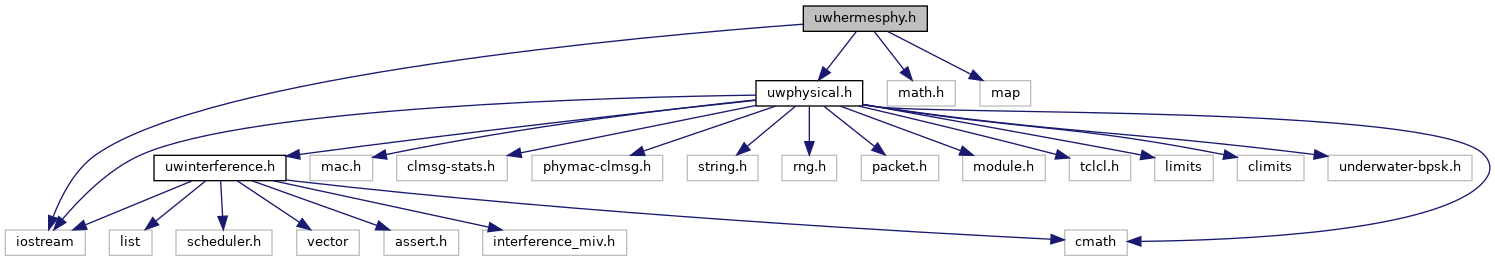 uwhermesphy.h
uwphysical.h
math.h
map
uwinterference.h
mac.h
clmsg-stats.h
phymac-clmsg.h
string.h
rng.h
packet.h
module.h
tclcl.h
limits
climits
underwater-bpsk.h
iostream
list
scheduler.h
vector
assert.h
interference_miv.h
cmath